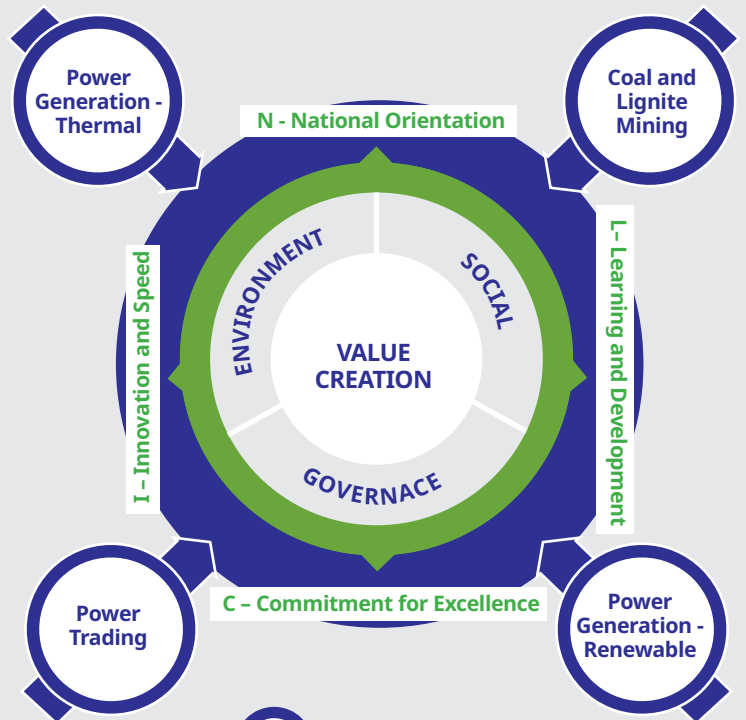 Power
Generation -
Thermal
Coal and
Lignite
Mining
N - National Orientation
ENVIRONMENT
SOCIAL
GOVERNACE
VALUE
CREATION
I – Innovation and Speed
L– Learning and Development
C – Commitment for Excellence
Power
Trading
Power
Generation -
Renewable